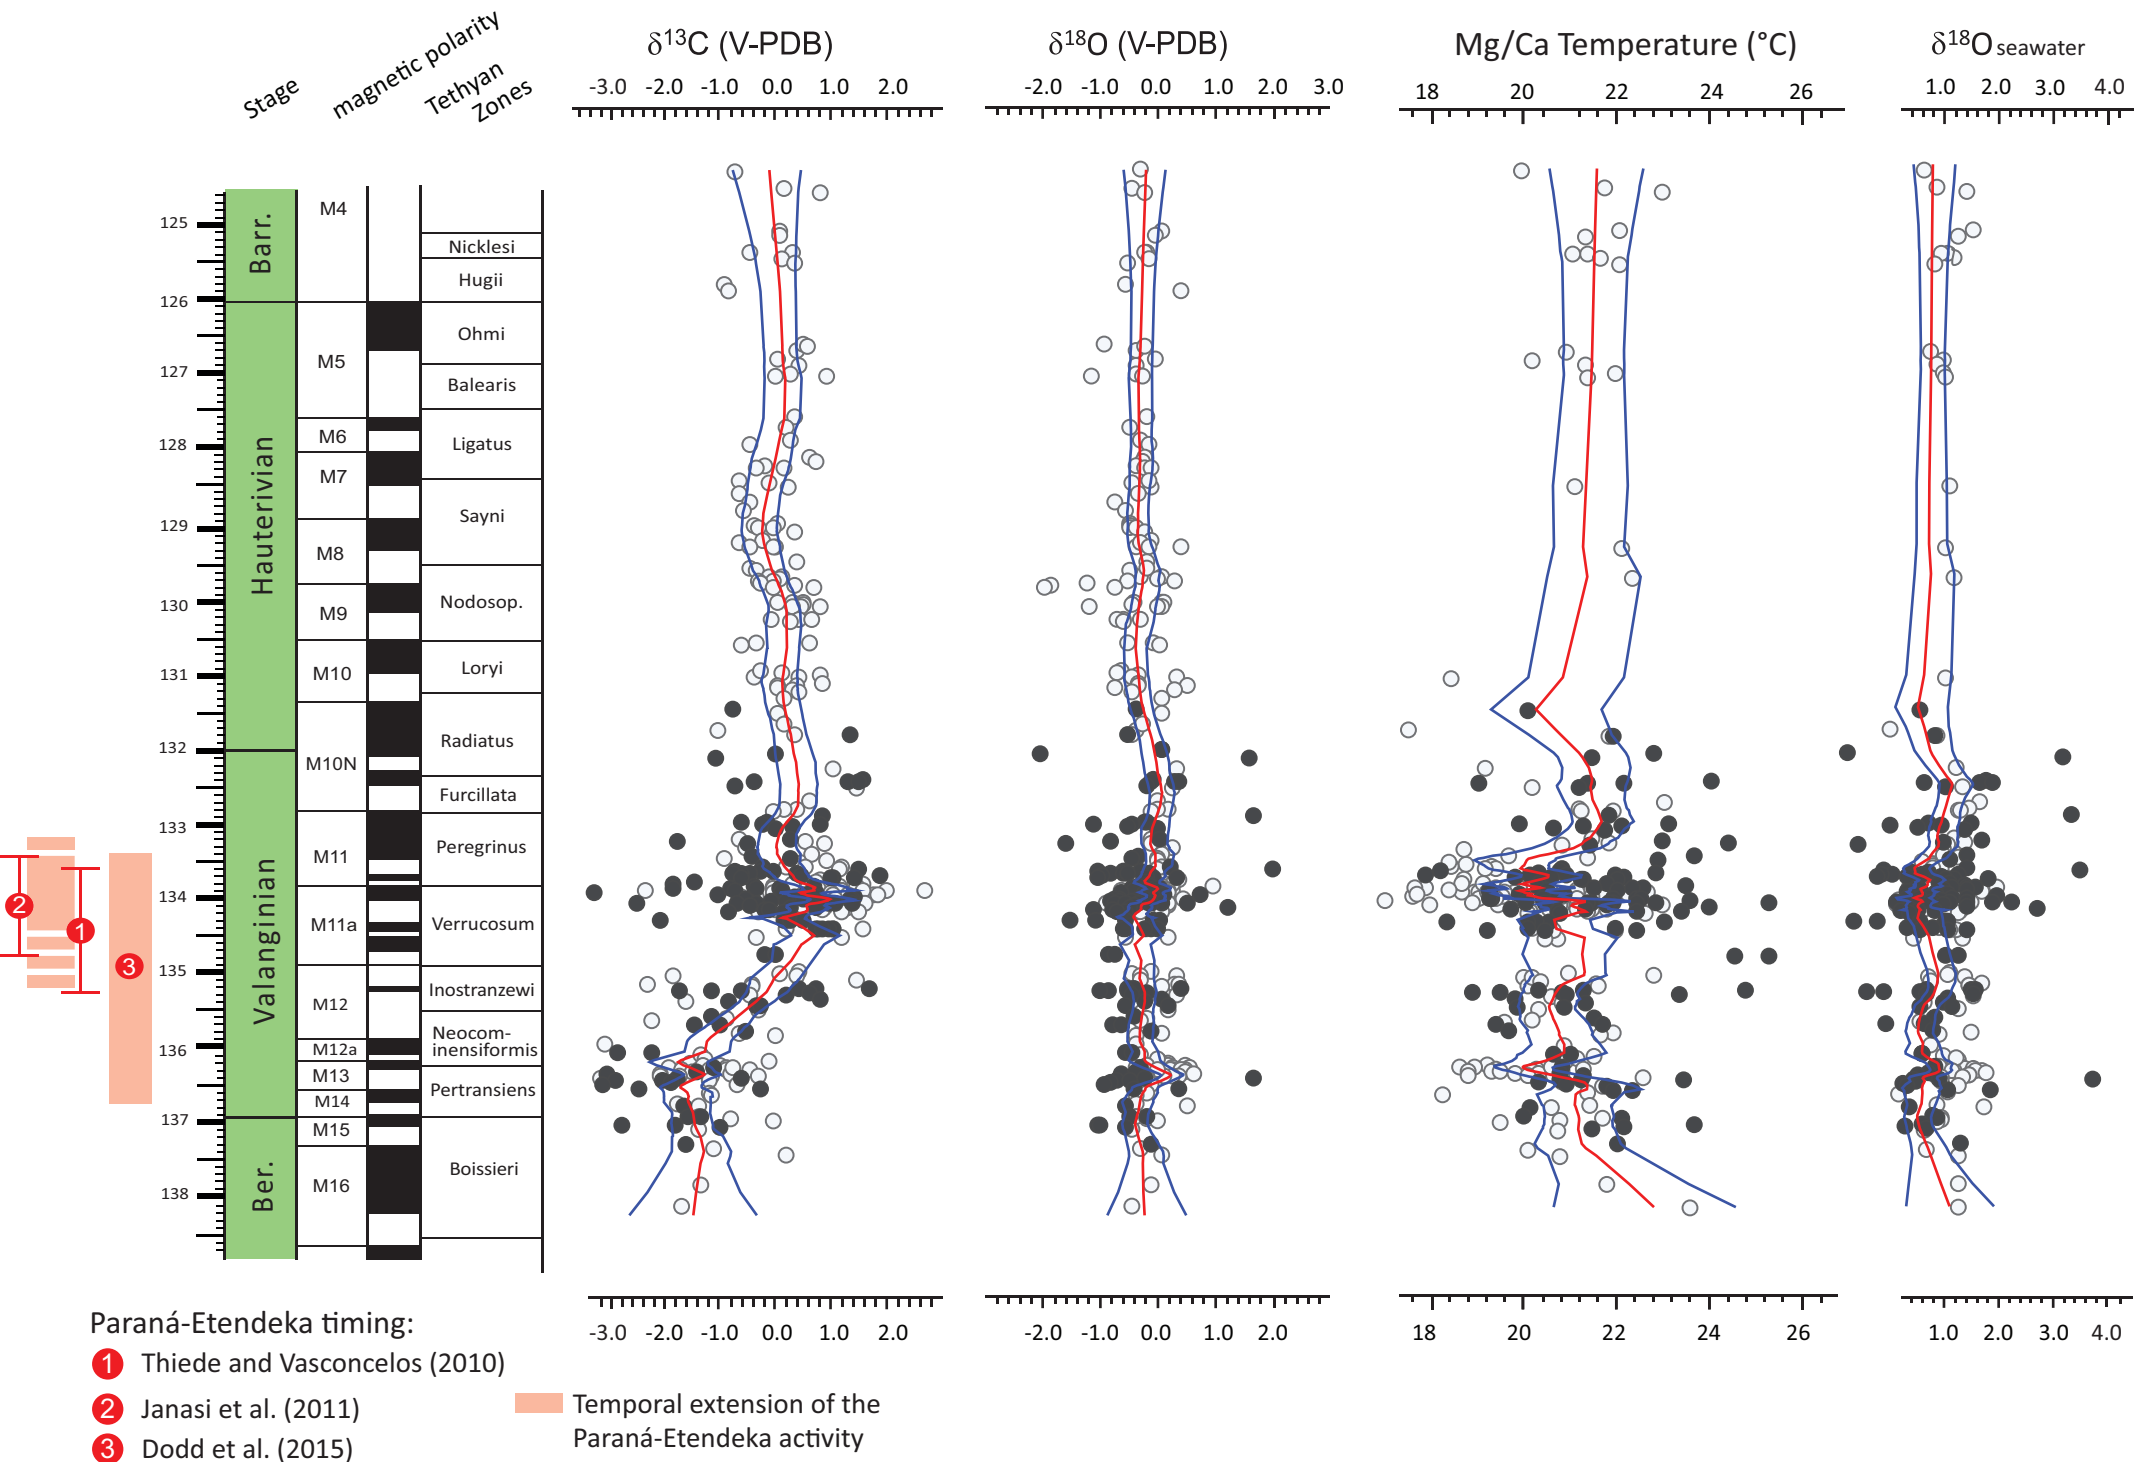 Stage
magnetic polarity
Tethyan
Zones
δ13C (V-PDB)
δ18O (V-PDB)
Mg/Ca Temperature (°C)
δ18O seawater
-3.0 -2.0 -1.0 0.0 1.0 2.0
-2.0 -1.0 0.0 1.0 2.0 3.0
18 20 22 24 26
1.0 2.0 3.0 4.0
125
126
127
128
129
130
131
132
133
134
135
136
137
138
Barr.
Hauterivian
Valanginian
Ber.
M4
M5
M6
M7
M8
M9
M10
M10N
M11
M11a
M12
M12a
M13
M14
M15
M16
Nicklesi
Hugii
Ohmi
Balearis
Ligatus
Sayni
Nodosop.
Loryi
Radiatus
Furcillata
Peregrinus
Verrucosum
Inostranzewi
Neocom-
inensiformis
Pertransiens
Boissieri
2
1
3
-3.0 -2.0 -1.0 0.0 1.0 2.0
-2.0 -1.0 0.0 1.0 2.0
18 20 22 24 26
1.0 2.0 3.0 4.0
Paraná-Etendeka timing:
1 Thiede and Vasconcelos (2010)
2 Janasi et al. (2011)
3 Dodd et al. (2015)
Temporal extension of the
Paraná-Etendeka activity